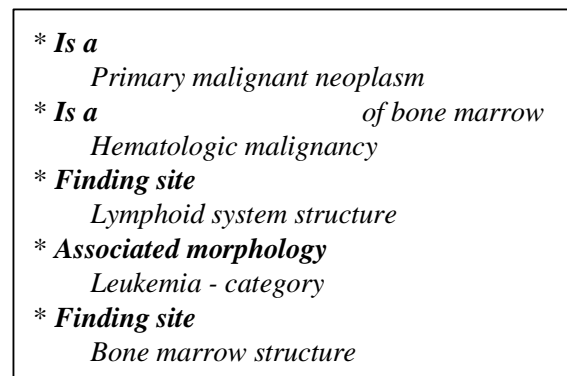 * Is a
Primary malignant neoplasm
* Is a of bone marrow
Hematologic malignancy
* Finding site
Lymphoid system structure
* Associated morphology
Leukemia - category
* Finding site
Bone marrow structure